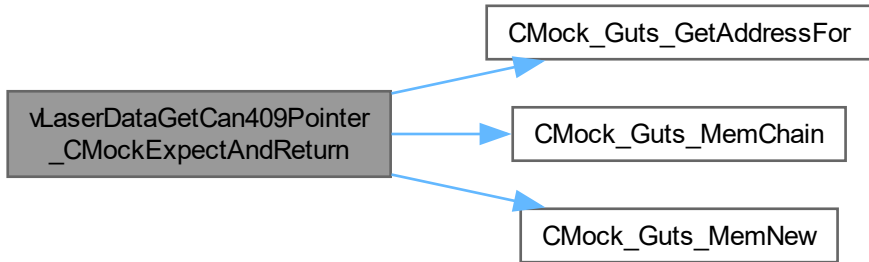 CMock_Guts_GetAddressFor
vLaserDataGetCan409Pointer
_CMockExpectAndReturn
CMock_Guts_MemChain
CMock_Guts_MemNew